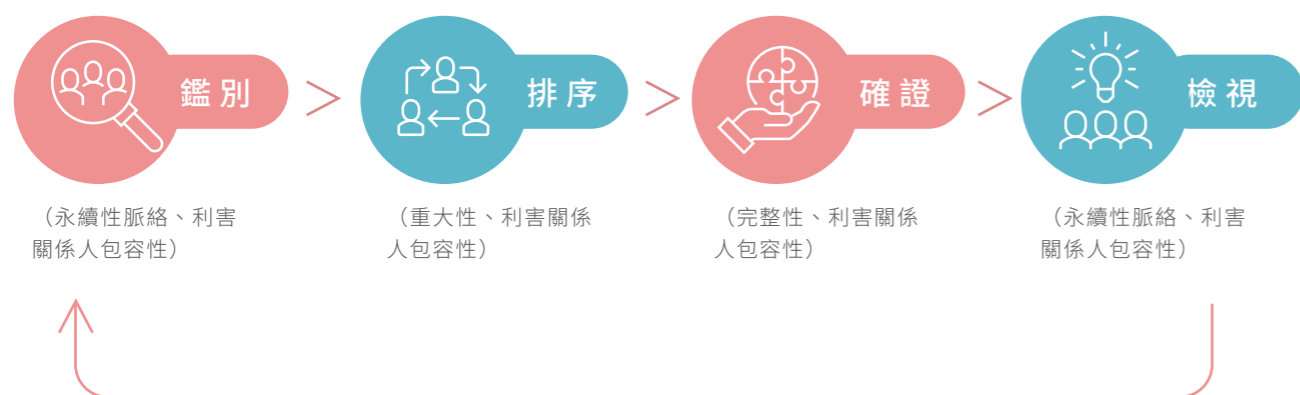 鑑別
排序
確證
檢視
（永續性脈絡、利害
關係人包容性）
（重大性、利害關係
人包容性）
（完整性、利害關係
人包容性）
（永續性脈絡、利害
關係人包容性）